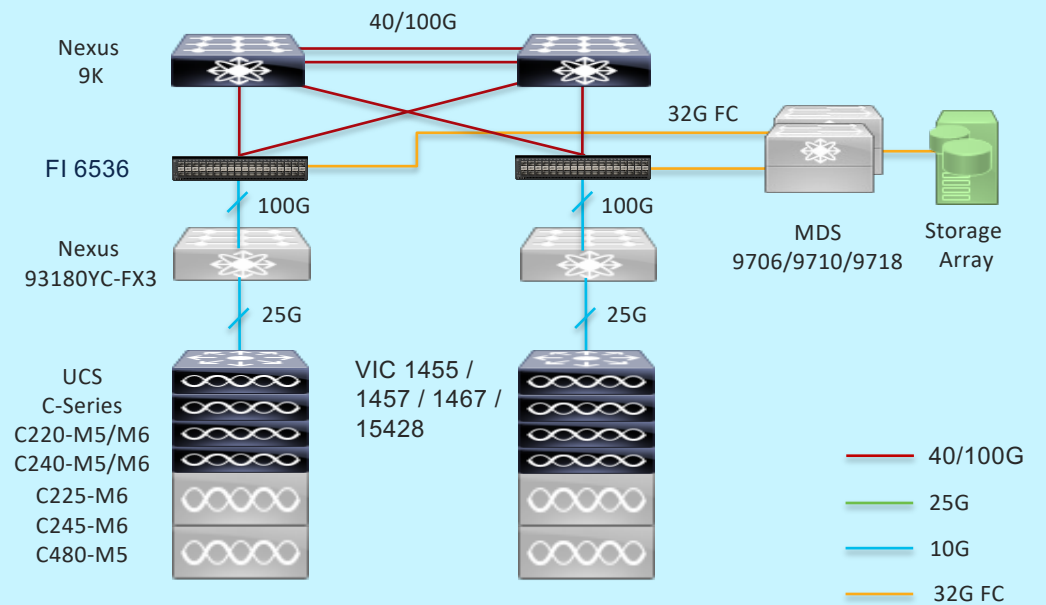 40/100G
Nexus
9K
32G FC
FI 6536
100G
100G
Nexus
93180YC-FX3
MDS
9706/9710/9718
Storage
Array
25G
25G
UCS
C-Series
C220-M5/M6
C240-M5/M6
C225-M6
C245-M6
C480-M5
VIC 1455 /
1457 / 1467 /
15428
40/100G
25G
10G
32G FC